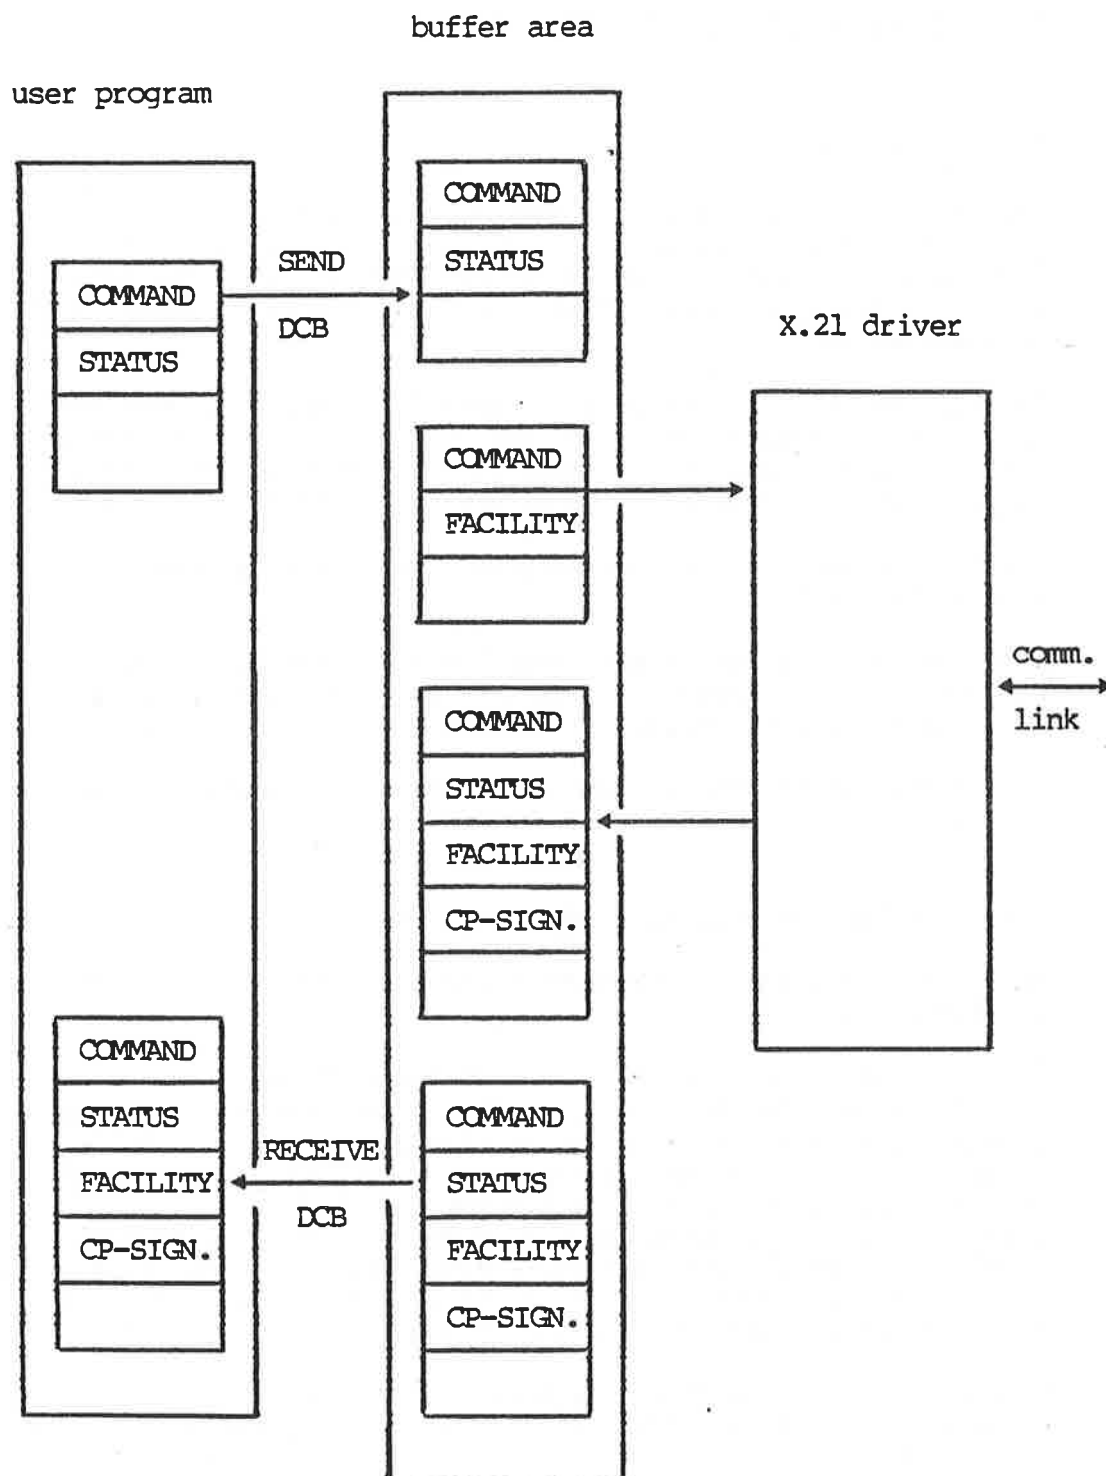 buffer area
user program
COMMAND
STATUS
SEND
DCB
COMMAND
STATUS
X.21 driver
COMMAND
FACILITY
comm.
link
COMMAND
STATUS
FACILITY
CP-SIGN.
COMMAND
STATUS
FACILITY
CP-SIGN.
RECEIVE
DCB
COMMAND
STATUS
FACILITY
CP-SIGN.